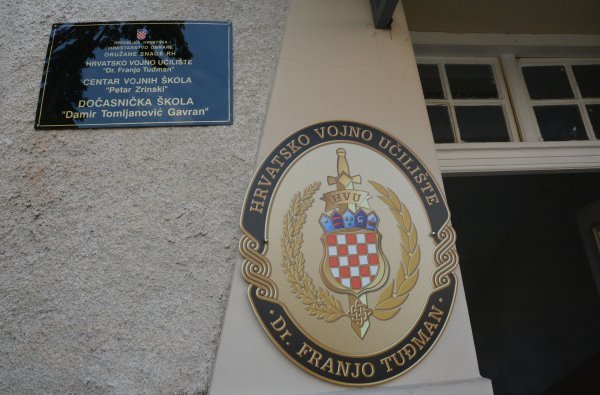 REPUBLIKA HRVATSKA
MINISTARSTVO OBRANE
ORUŽANE SNAGE RH
HRVATSKO VOJNO UČILIŠTE
"Dr. Franjo Tuđman"
CENTAR VOJNIH ŠKOLA
"Petar Zrinski"
DOČASNIČKA ŠKOLA
"Damir Tomljanović Gavran"
HRVATSKO VOJNO UČILIŠTE
HVU
· Dr. FRANJO TUĐMAN ·